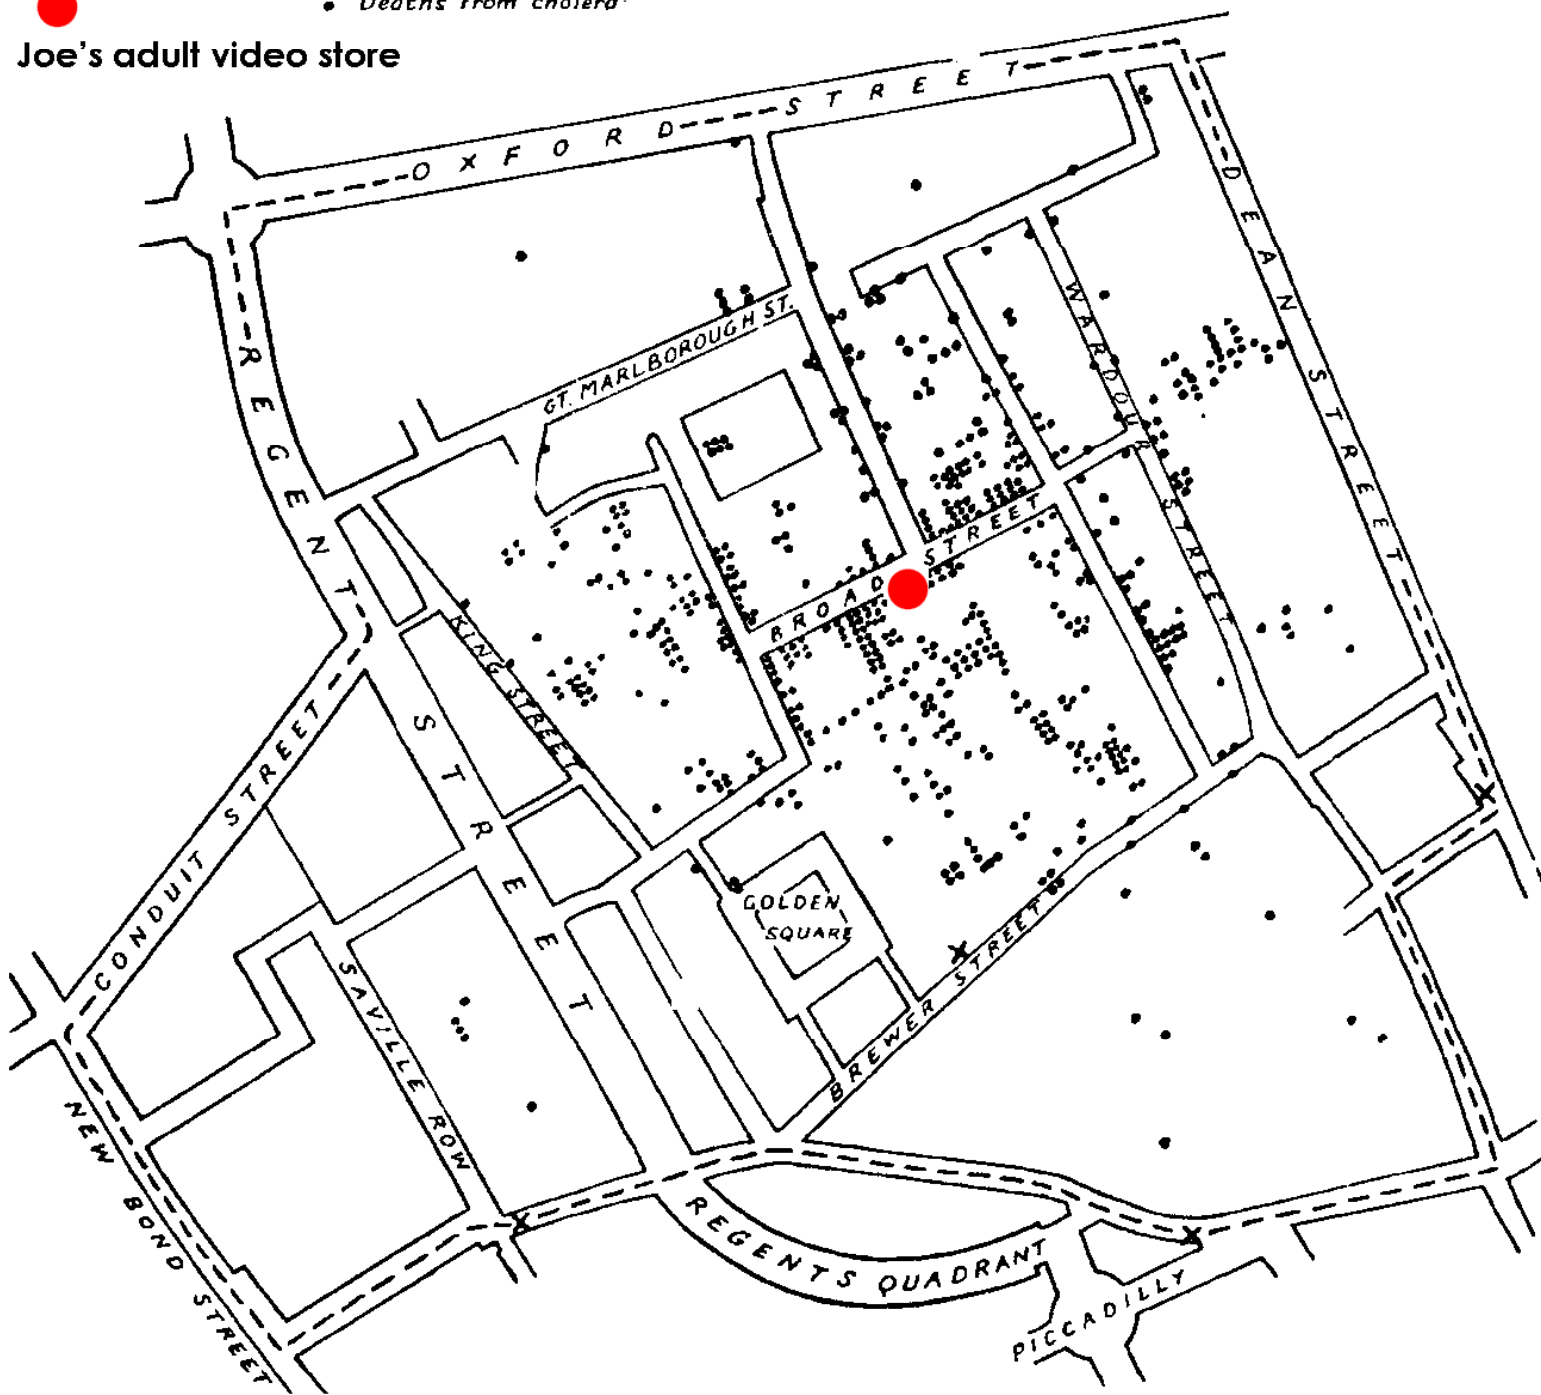 Deaths from cholera
Joe's adult video store
OXFORD STREET
DEAN STREET
REGENT STREET
GT. MARLBOROUGH ST.
WARDOUR STREET
BROAD STREET
KING STREET
CONDUIT STREET
GOLDEN
SQUARE
BREWER STREET
SAVILLE ROW
NEW BOND STREET
REGENTS QUADRANT
PICCADILLY